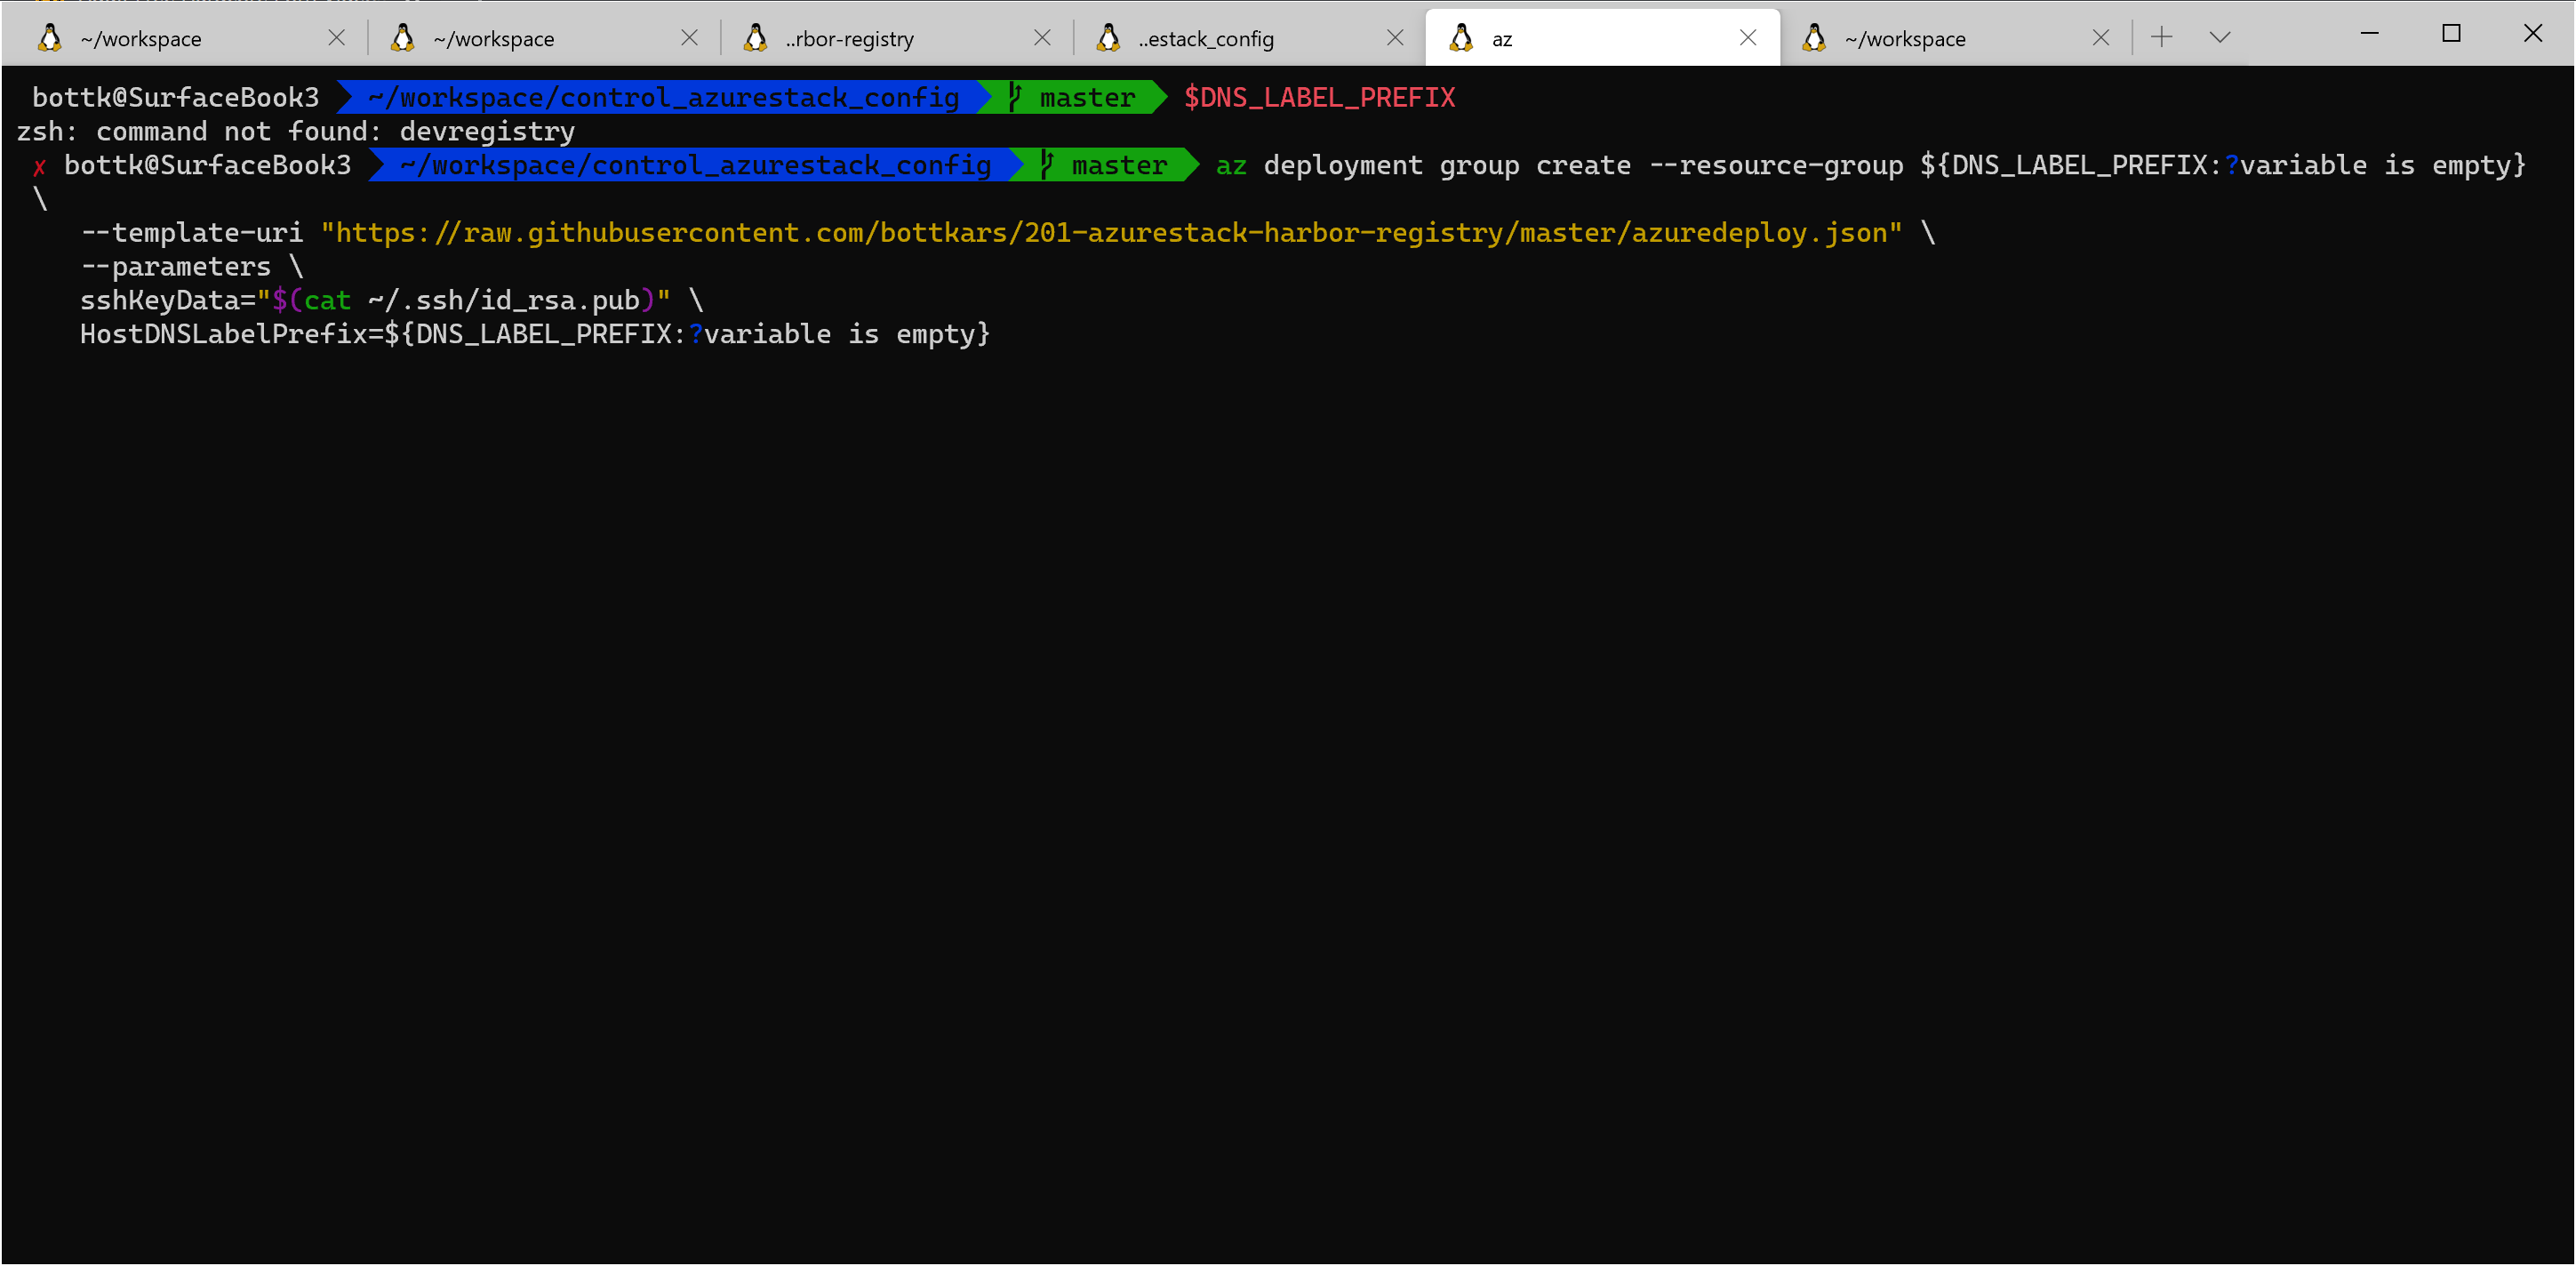 ~/workspace ~/workspace ..rbor-registry ..estack_config az ~/workspace
bottk@SurfaceBook3 ~/workspace/control_azurestack_config master $DNS_LABEL_PREFIX
zsh: command not found: devregistry
✗ bottk@SurfaceBook3 ~/workspace/control_azurestack_config master az deployment group create --resource-group ${DNS_LABEL_PREFIX:?variable is empty}
\
--template-uri "https://raw.githubusercontent.com/bottkars/201-azurestack-harbor-registry/master/azuredeploy.json" \
--parameters \
sshKeyData="$(cat ~/.ssh/id_rsa.pub)" \
HostDNSLabelPrefix=${DNS_LABEL_PREFIX:?variable is empty}